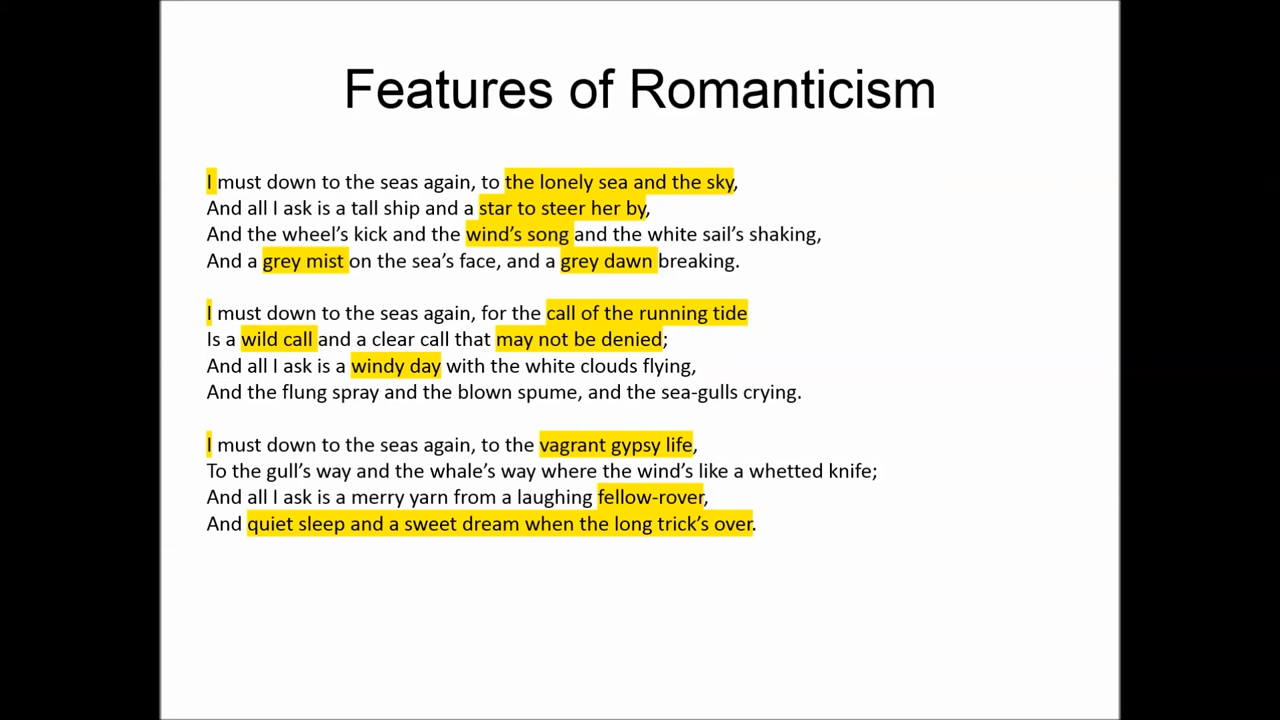 Features of Romanticism
I must down to the seas again, to the lonely sea and the sky,
And all I ask is a tall ship and a star to steer her by,
And the wheel’s kick and the wind’s song and the white sail’s shaking,
And a grey mist on the sea’s face, and a grey dawn breaking.
I must down to the seas again, for the call of the running tide
Is a wild call and a clear call that may not be denied;
And all I ask is a windy day with the white clouds flying,
And the flung spray and the blown spume, and the sea-gulls crying.
I must down to the seas again, to the vagrant gypsy life,
To the gull’s way and the whale’s way where the wind’s like a whetted knife;
And all I ask is a merry yarn from a laughing fellow-rover,
And quiet sleep and a sweet dream when the long trick’s over.